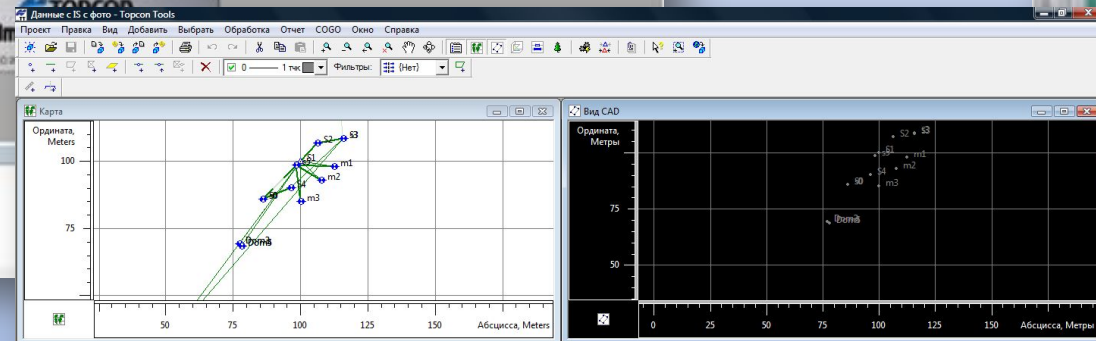 Данные с IS с фото - Topcon Tools
Проект Правка Вид Добавить Выбрать Обработка Отчет COGO Окно Справка
0 1 тчк Фильтры: (Нет)
Карта
Ордината,
Meters
100
75
S2 S3
S1
m1
m2
S4
m3
50 75 100 125 150 Абсцисса, Meters
Вид CAD
Ордината,
Метры
75
50
S2 S3
S1
m1
m2
S4
m3
0 25 50 75 100 125 150 Абсцисса, Метры